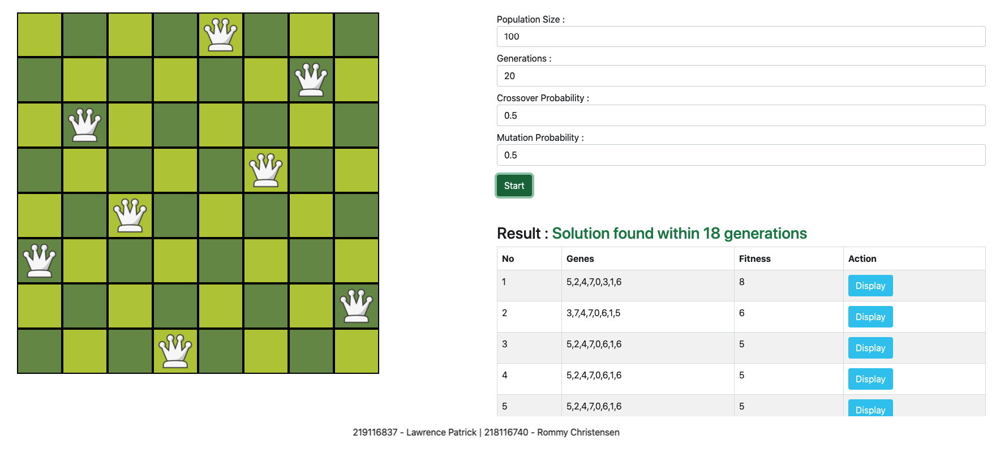 Population Size :
100
Generations :
20
Crossover Probability :
0.5
Mutation Probability :
0.5
Start
Result : Solution found within 18 generations
No Genes Fitness Action
1 5,2,4,7,0,3,1,6 8 Display
2 3,7,4,7,0,6,1,5 6 Display
3 5,2,4,7,0,6,1,6 5 Display
4 5,2,4,7,0,6,1,6 5 Display
5 5,2,4,7,0,6,1,6 5 Display
219116837 - Lawrence Patrick | 218116740 - Rommy Christensen